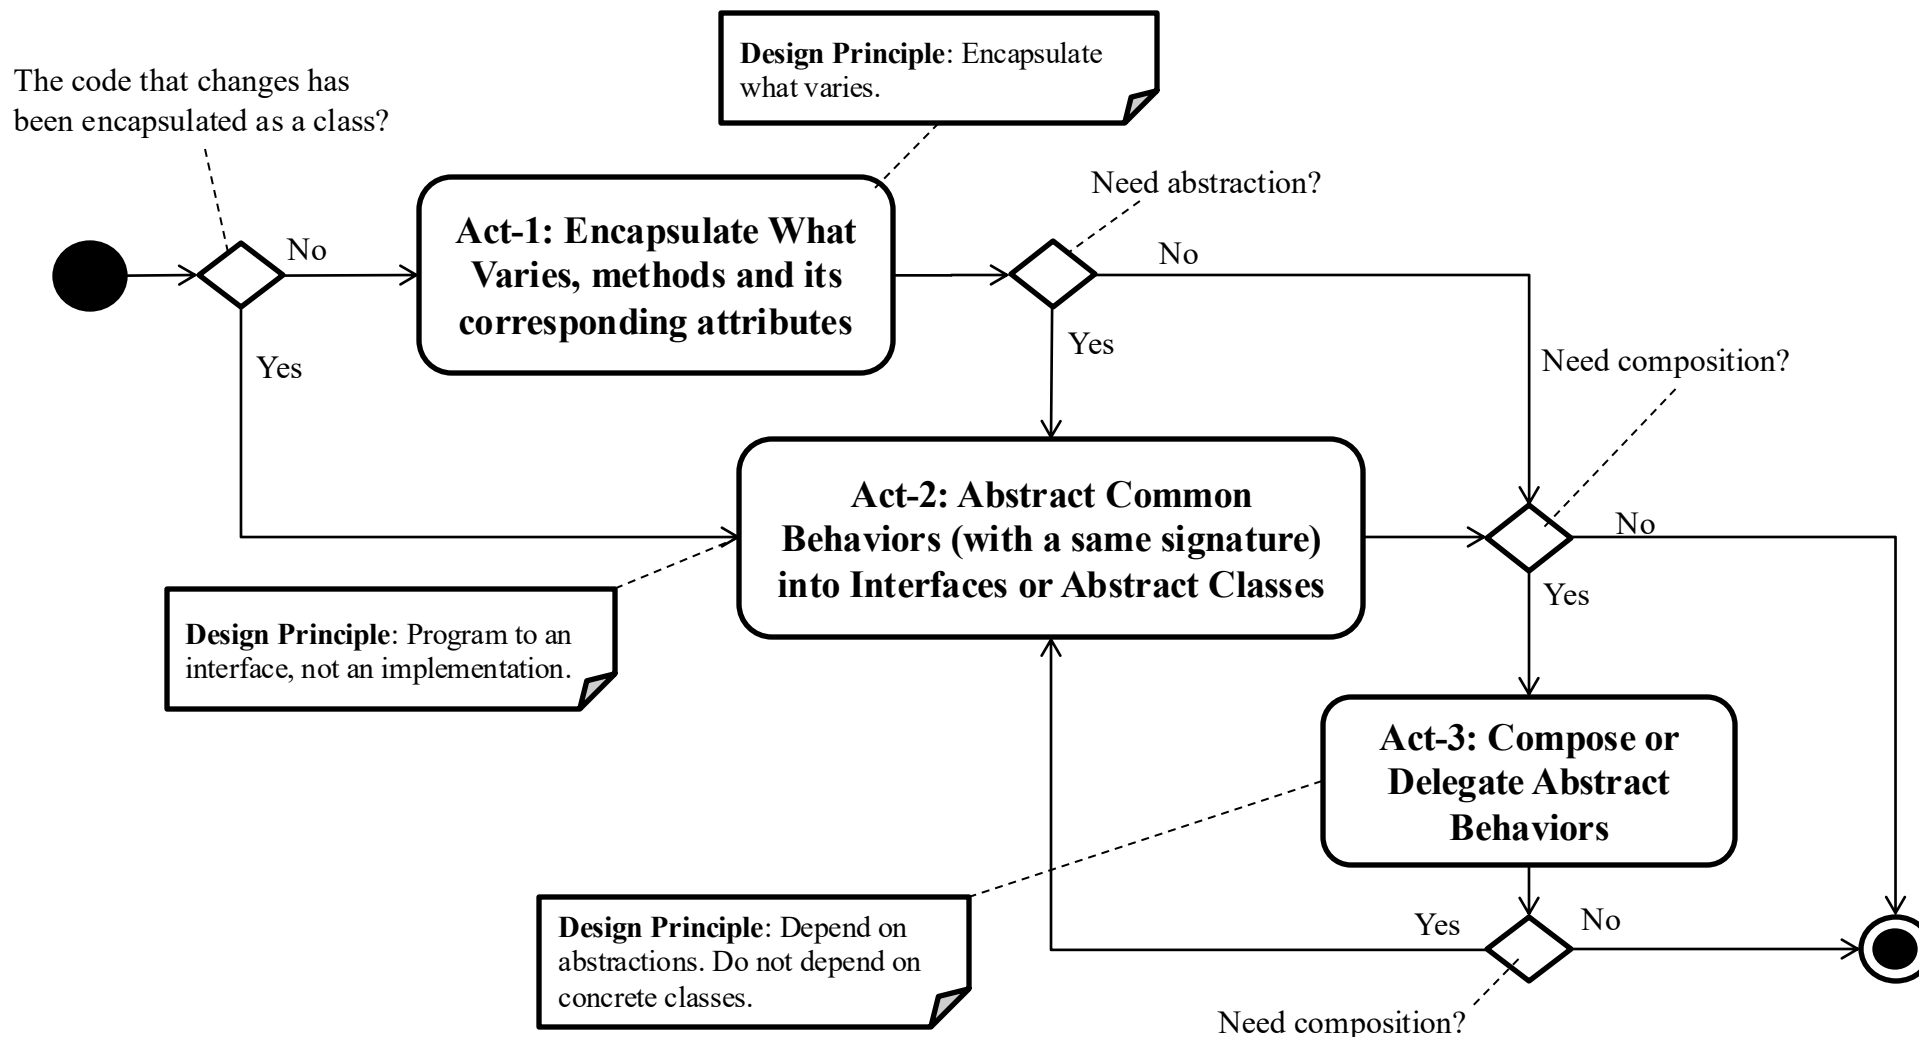 Design Principle: Encapsulate
what varies.
The code that changes has
been encapsulated as a class?
Need abstraction?
No
Act-1: Encapsulate What
Varies, methods and its
corresponding attributes
No
Yes
Yes
Need composition?
Act-2: Abstract Common
Behaviors (with a same signature)
into Interfaces or Abstract Classes
No
Yes
Design Principle: Program to an
interface, not an implementation.
Act-3: Compose or
Delegate Abstract
Behaviors
Design Principle: Depend on
abstractions. Do not depend on
concrete classes.
Yes
No
Need composition?